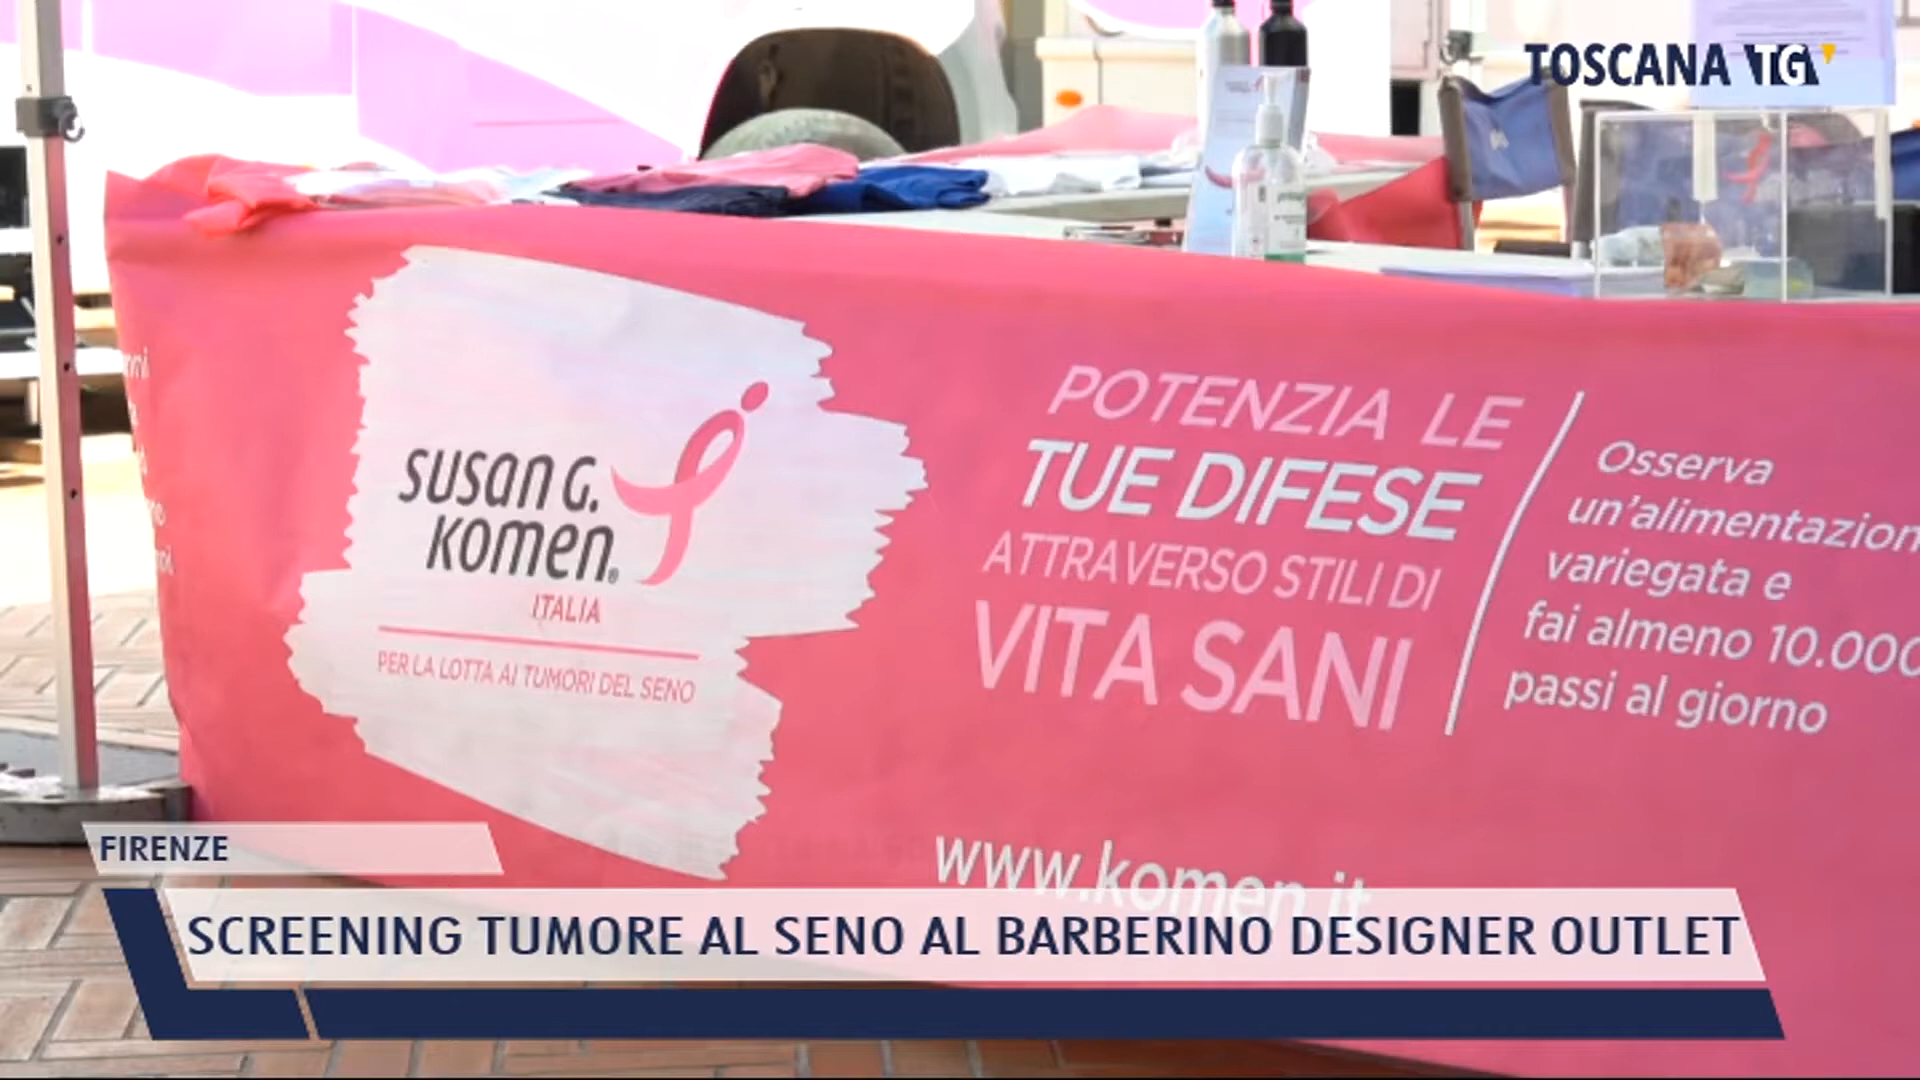 TOSCANA TG
SUSAN G.
KOMEN®
ITALIA
PER LA LOTTA AI TUMORI DEL SENO
POTENZIA LE
TUE DIFESE
ATTRAVERSO STILI DI
VITA SANI
Osserva
un'alimentazion
variegata e
fai almeno 10.000
passi al giorno
www.komen.it
FIRENZE
SCREENING TUMORE AL SENO AL BARBERINO DESIGNER OUTLET